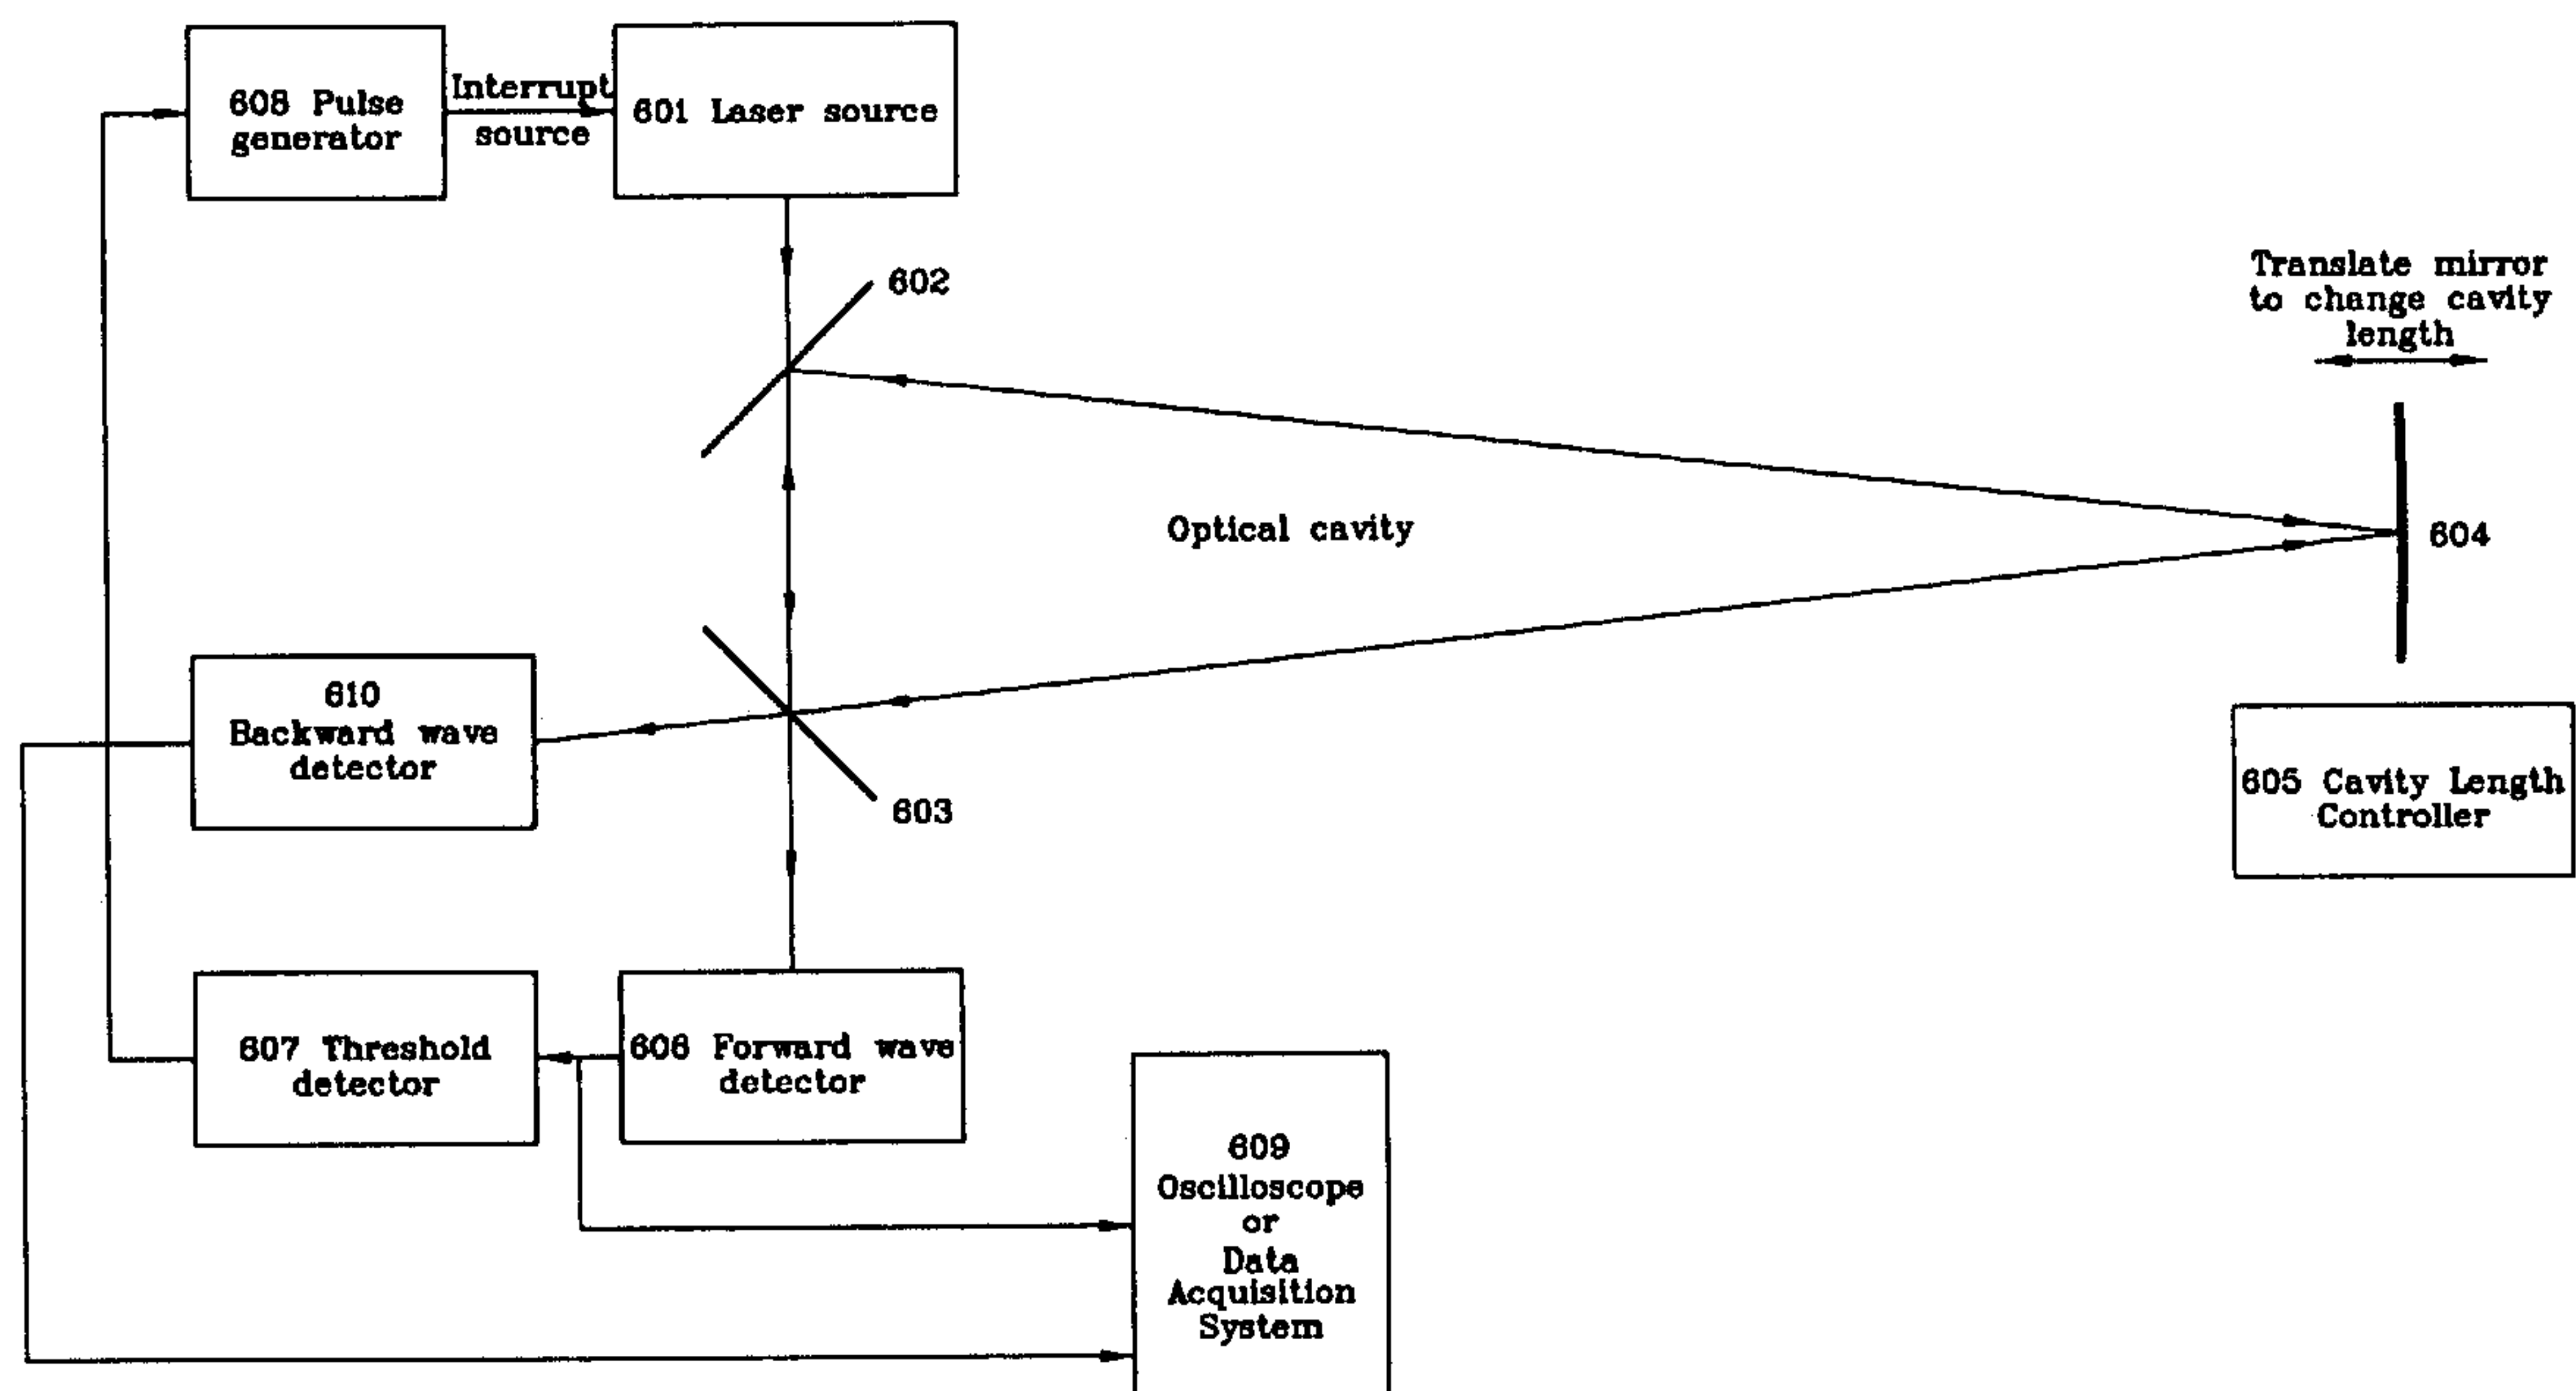 608 Pulse
generator
Interrupt
source
601 Laser source
602
Translate mirror
to change cavity
length
Optical cavity
604
610
Backward wave
detector
603
605 Cavity Length
Controller
607 Threshold
detector
606 Forward wave
detector
609
Oscilloscope
or
Data
Acquisition
System